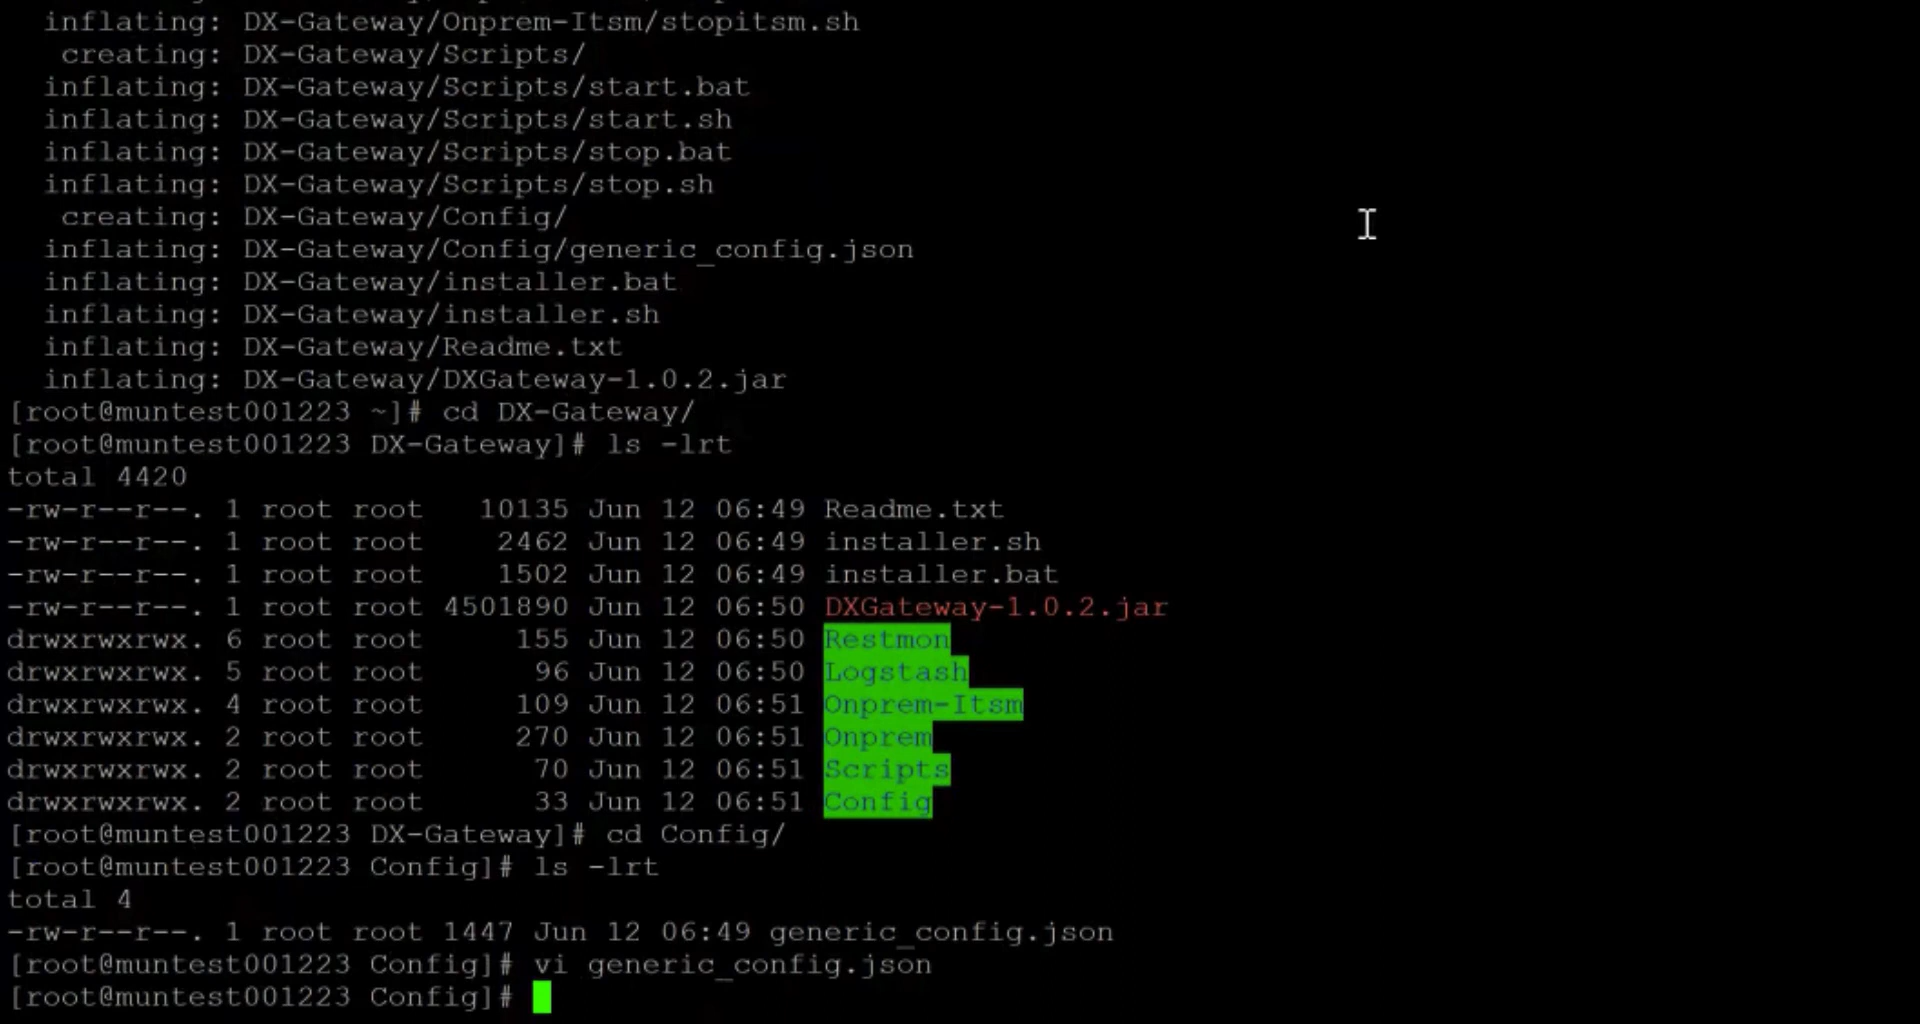 inflating: DX-Gateway/Onprem-Itsm/stopitsm.sh
creating: DX-Gateway/Scripts/
inflating: DX-Gateway/Scripts/start.bat
inflating: DX-Gateway/Scripts/start.sh
inflating: DX-Gateway/Scripts/stop.bat
inflating: DX-Gateway/Scripts/stop.sh
creating: DX-Gateway/Config/
inflating: DX-Gateway/Config/generic_config.json
inflating: DX-Gateway/installer.bat
inflating: DX-Gateway/installer.sh
inflating: DX-Gateway/Readme.txt
inflating: DX-Gateway/DXGateway-1.0.2.jar
[root@muntest001223 ~]# cd DX-Gateway/
[root@muntest001223 DX-Gateway]# ls -lrt
total 4420
-rw-r--r--. 1 root root 10135 Jun 12 06:49 Readme.txt
-rw-r--r--. 1 root root 2462 Jun 12 06:49 installer.sh
-rw-r--r--. 1 root root 1502 Jun 12 06:49 installer.bat
-rw-r--r--. 1 root root 4501890 Jun 12 06:50 DXGateway-1.0.2.jar
drwxrwxrwx. 6 root root 155 Jun 12 06:50 Restmon
drwxrwxrwx. 5 root root 96 Jun 12 06:50 Logstash
drwxrwxrwx. 4 root root 109 Jun 12 06:51 Onprem-Itsm
drwxrwxrwx. 2 root root 270 Jun 12 06:51 Onprem
drwxrwxrwx. 2 root root 70 Jun 12 06:51 Scripts
drwxrwxrwx. 2 root root 33 Jun 12 06:51 Config
[root@muntest001223 DX-Gateway]# cd Config/
[root@muntest001223 Config]# ls -lrt
total 4
-rw-r--r--. 1 root root 1447 Jun 12 06:49 generic_config.json
[root@muntest001223 Config]# vi generic_config.json
[root@muntest001223 Config]#